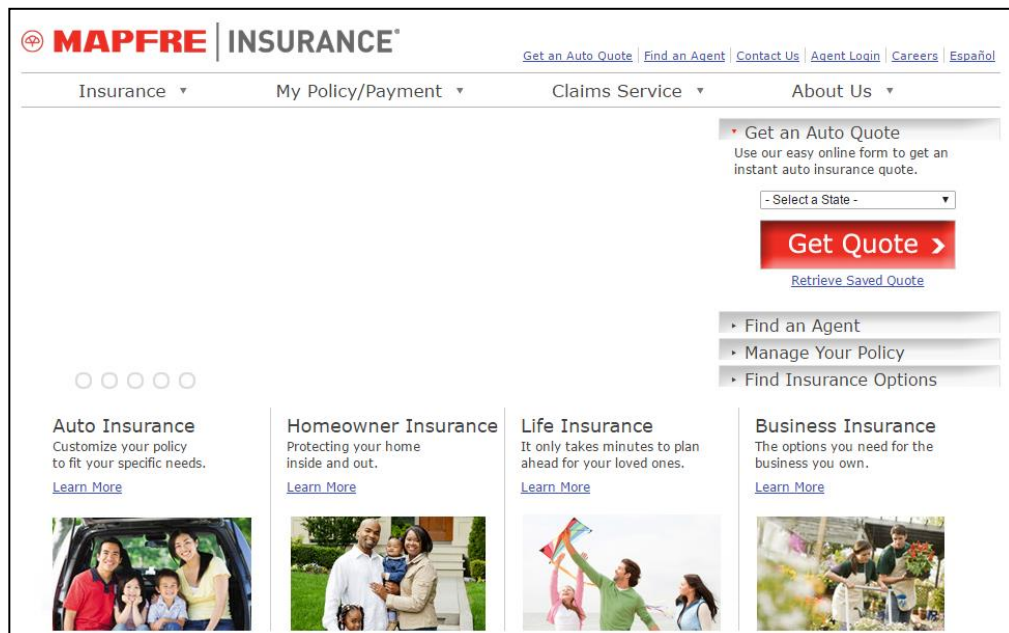 MAPFRE | INSURANCE®
Get an Auto Quote | Find an Agent | Contact Us | Agent Login | Careers | Español
Insurance ▼ My Policy/Payment ▼ Claims Service ▼ About Us ▼
Get an Auto Quote
Use our easy online form to get an
instant auto insurance quote.
- Select a State -
Get Quote
Retrieve Saved Quote
Find an Agent
Manage Your Policy
Find Insurance Options
Auto Insurance
Customize your policy
to fit your specific needs.
Learn More
Homeowner Insurance
Protecting your home
inside and out.
Learn More
Life Insurance
It only takes minutes to plan
ahead for your loved ones.
Learn More
Business Insurance
The options you need for the
business you own.
Learn More